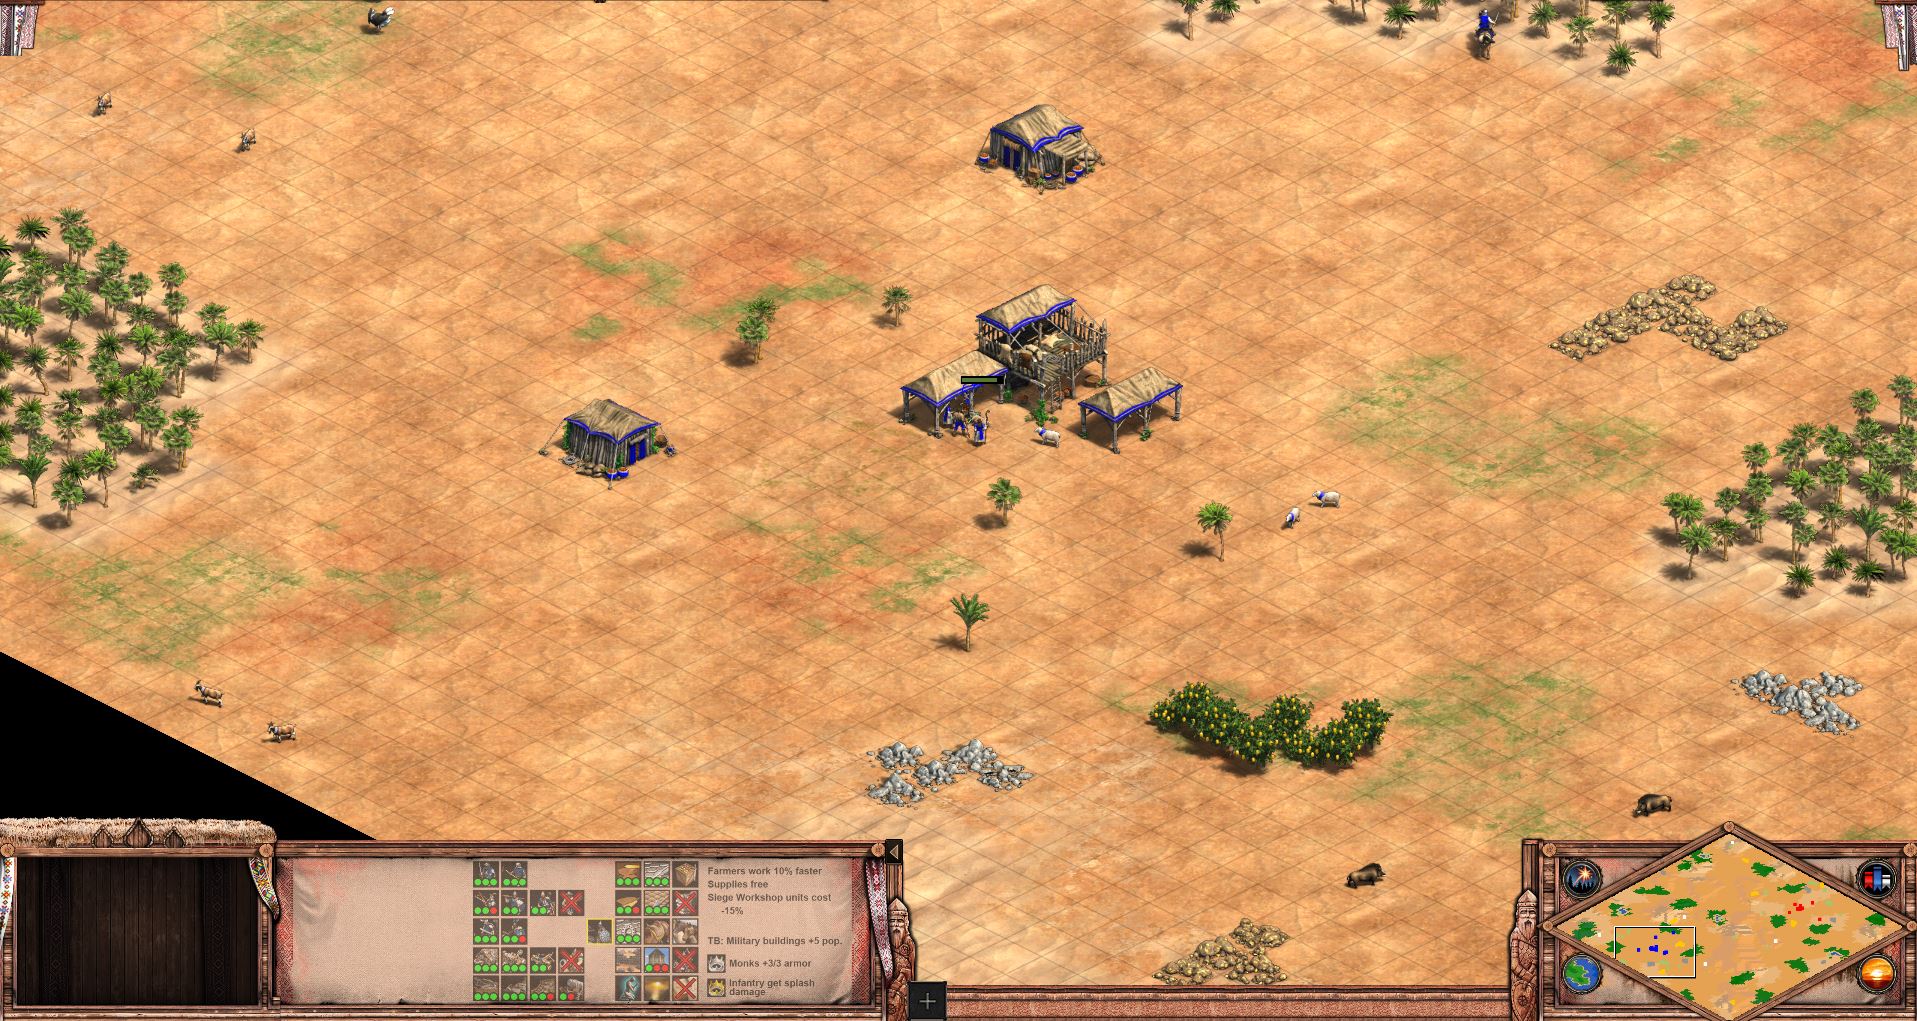 Farmers work 10% faster
Supplies free
Siege Workshop units cost
-15%
TB: Military buildings +5 pop.
Monks +3/3 armor
Infantry get splash
damage